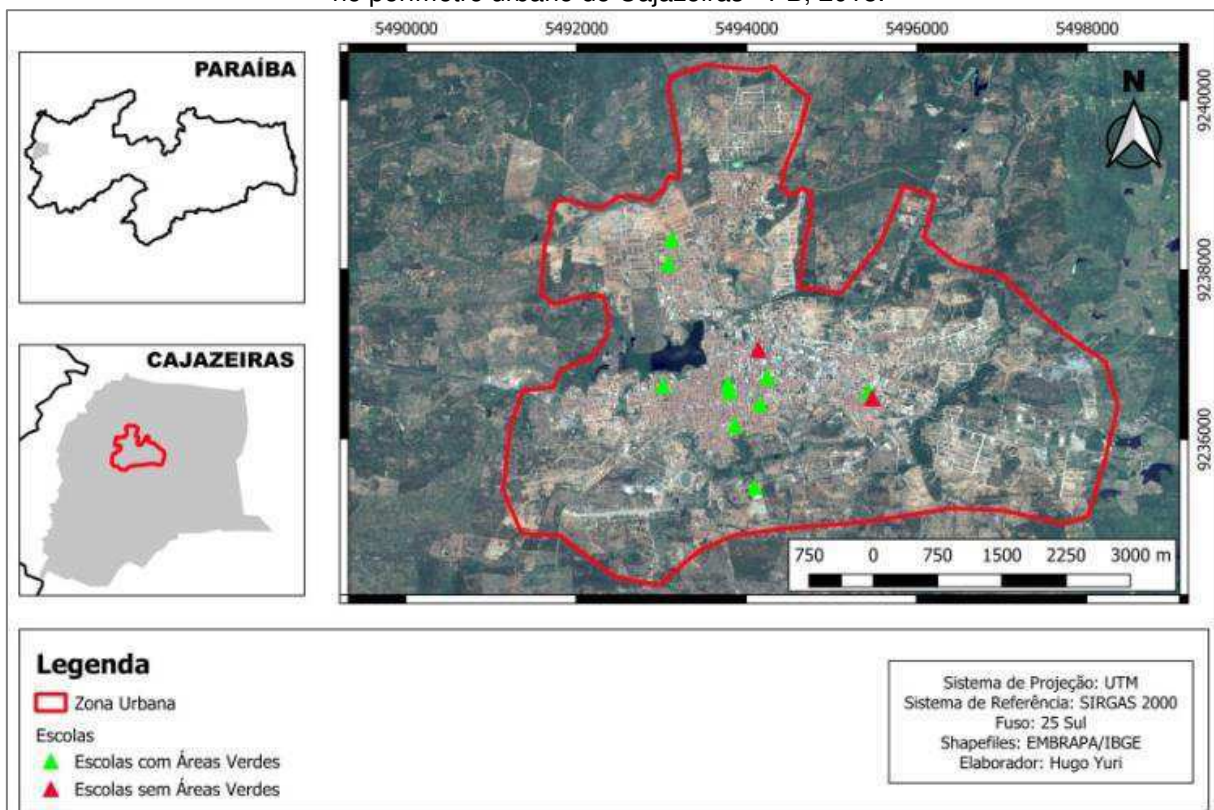 no perímetro urbano de Cajazeiras - PB, 2018.
5490000 5492000 5494000 5496000 5498000
PARAÍBA
N
9240000
9238000
CAJAZEIRAS
9236000
750 0 750 1500 2250 3000 m
Legenda
Zona Urbana
Escolas
Escolas com Áreas Verdes
Escolas sem Áreas Verdes
Sistema de Projeção: UTM
Sistema de Referência: SIRGAS 2000
Fuso: 25 Sul
Shapefiles: EMBRAPA/IBGE
Elaborador: Hugo Yuri